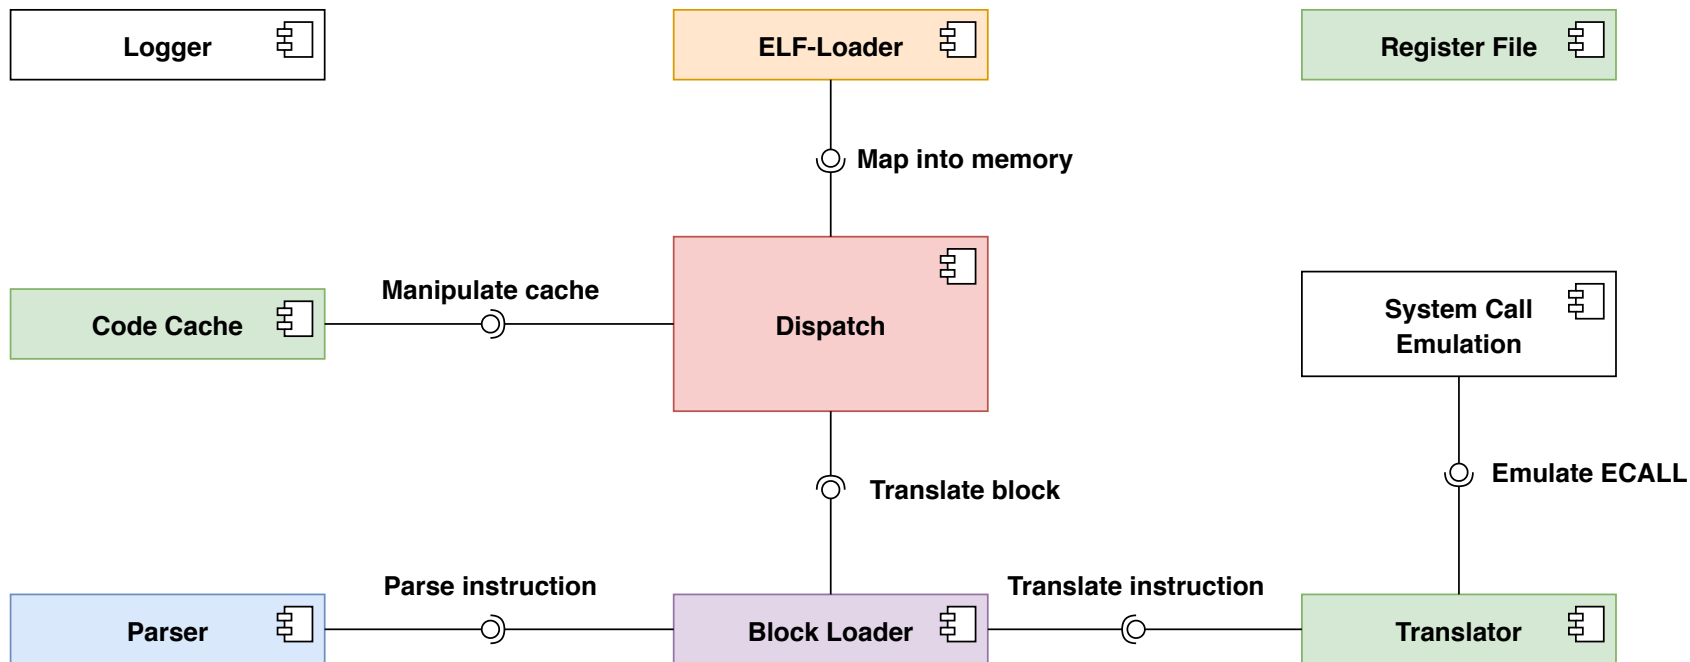 Logger
ELF-Loader
Register File
Map into memory
Manipulate cache
Code Cache
Dispatch
System Call
Emulation
Translate block
Emulate ECALL
Parse instruction
Translate instruction
Parser
Block Loader
Translator